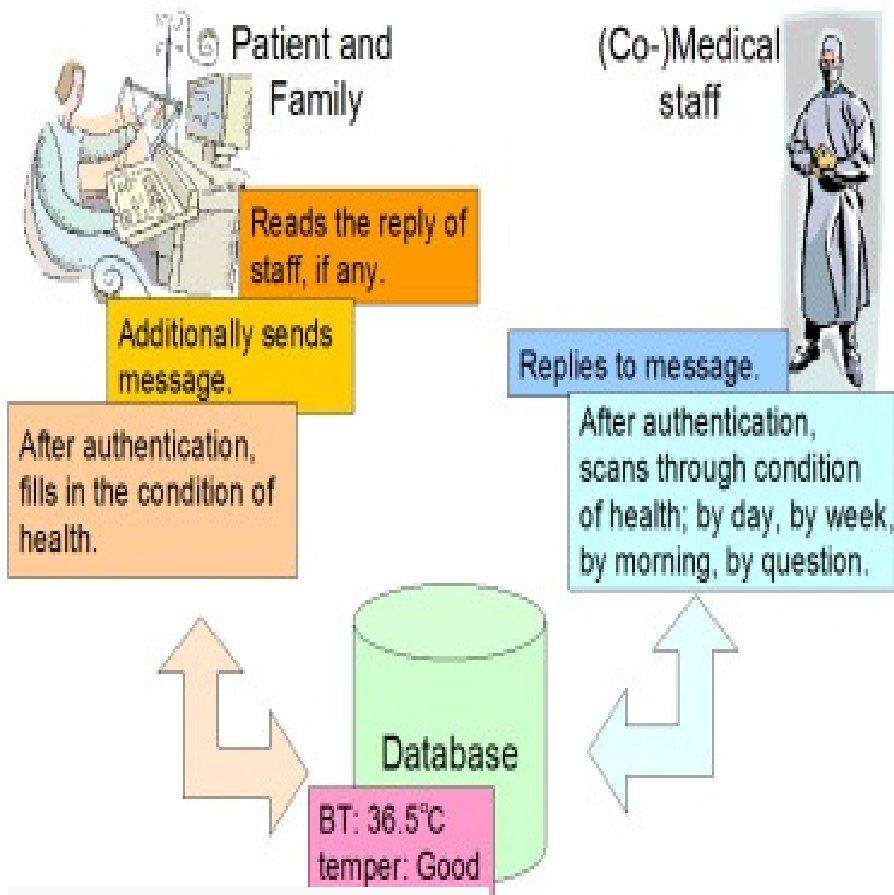 Patient and
Family
(Co-)Medical
staff
Reads the reply of
staff, if any.
Additionally sends
message.
After authentication,
fills in the condition of
health.
Replies to message.
After authentication,
scans through condition
of health; by day, by week,
by morning, by question.
Database
BT: 36.5℃
temper: Good